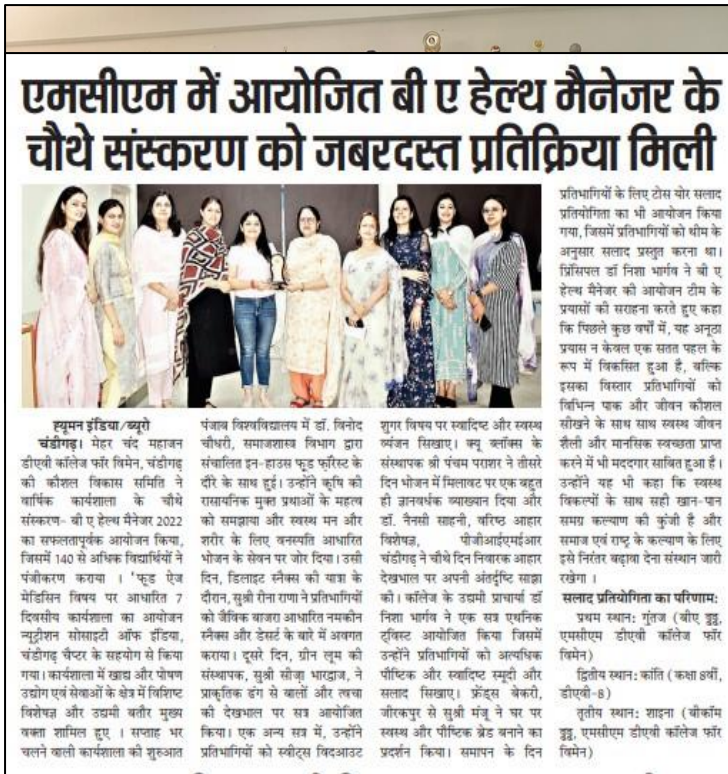 एमसीएम में आयोजित बी ए हेल्थ मैनेजर के
चौथे संस्करण को जबरदस्त प्रतिक्रिया मिली
ह्यूमन इंडिया/ब्यूरो
चंडीगढ़। मेहर चंद महाजन
डीएवी कॉलेज फॉर विमेन, चंडीगढ़
की कौशल विकास समिति ने
वार्षिक कार्यशाला के चौथे
संस्करण- बी ए हेल्थ मैनेजर 2022
का सफलतापूर्वक आयोजन किया,
जिसमें 140 से अधिक विद्यार्थियों ने
पंजीकरण कराया । 'फूड ऐज
मेडिसिन विषय पर आधारित 7
दिवसीय कार्यशाला का आयोजन
न्यूट्रीशन सोसाइटी ऑफ इंडिया,
चंडीगढ़ चैप्टर के सहयोग से किया
गया। कार्यशाला में खाद्य और पोषण
उद्योग एवं सेवाओं के क्षेत्र में विशिष्ट
विशेषज्ञ और उद्यमी बतौर मुख्य
वक्ता शामिल हुए । सप्ताह भर
चलने वाली कार्यशाला की शुरुआत
पंजाब विश्वविद्यालय में डॉ. विनोद
चौधरी, समाजशास्त्र विभाग द्वारा
संचालित इन-हाउस फूड फॉरेस्ट के
दौरे के साथ हुई। उन्होंने कृषि की
रासायनिक मुक्त प्रथाओं के महत्व
को समझाया और स्वस्थ मन और
शरीर के लिए वनस्पति आधारित
भोजन के सेवन पर जोर दिया। उसी
दिन, डिलाइट स्नैक्स की यात्रा के
दौरान, सुश्री रीना राणा ने प्रतिभागियों
को जैविक बाजरा आधारित नमकीन
स्नैक्स और डेसर्ट के बारे में अवगत
कराया। दूसरे दिन, ग्रीन लूम की
संस्थापक, सुश्री सीजा भारद्वाज, ने
प्राकृतिक ढंग से बालों और त्वचा
की देखभाल पर सत्र आयोजित
किया। एक अन्य सत्र में, उन्होंने
प्रतिभागियों को स्वीट्स विदआउट
शुगर विषय पर स्वादिष्ट और स्वस्थ
व्यंजन सिखाए। क्यू ब्लॉक्स के
संस्थापक श्री पंचम पराशर ने तीसरे
दिन भोजन में मिलावट पर एक बहुत
ही ज्ञानवर्धक व्याख्यान दिया और
डॉ. नैनसी साहनी, वरिष्ठ आहार
विशेषज्ञ, पीजीआईएमईआर
चंडीगढ़ ने चौथे दिन निवारक आहार
देखभाल पर अपनी अंतर्दृष्टि साझा
की। कॉलेज के उद्यमी प्राचार्या डॉ
निशा भार्गव ने एक सत्र एथनिक
ट्विस्ट आयोजित किया जिसमें
उन्होंने प्रतिभागियों को अत्यधिक
पौष्टिक और स्वादिष्ट स्मूदी और
सलाद सिखाए। फ्रेंड्स बेकरी,
जीरकपुर से सुश्री मंजू ने घर पर
स्वस्थ और पौष्टिक ब्रेड बनाने का
प्रदर्शन किया। समापन के दिन
प्रतिभागियों के लिए टोस योर सलाद
प्रतियोगिता का भी आयोजन किया
गया, जिसमें प्रतिभागियों को थीम के
अनुसार सलाद प्रस्तुत करना था।
प्रिंसिपल डॉ निशा भार्गव ने बी ए
हेल्थ मैनेजर की आयोजन टीम के
प्रयासों की सराहना करते हुए कहा
कि पिछले कुछ वर्षों में, यह अनूठा
प्रयास न केवल एक सतत पहल के
रूप में विकसित हुआ है, बल्कि
इसका विस्तार प्रतिभागियों को
विभिन्न पाक और जीवन कौशल
सीखने के साथ साथ स्वस्थ जीवन
शैली और मानसिक स्वच्छता प्राप्त
करने में भी मददगार साबित हुआ है।
उन्होंने यह भी कहा कि स्वस्थ
विकल्पों के साथ सही खान-पान
समग्र कल्याण की कुंजी है और
समाज एवं राष्ट्र के कल्याण के लिए
इसे निरंतर बढ़ावा देना संस्थान जारी
रखेगा ।
सलाद प्रतियोगिता का परिणाम:
प्रथम स्थान: गुंतज (बीए ड्डु,
एमसीएम डीएवी कॉलेज फॉर
विमेन)
द्वितीय स्थान: कांति (कक्षा 8वीं,
डीएवी-8)
तृतीय स्थान: शाइना (बीकॉम
ड्डु, एमसीएम डीएवी कॉलेज फॉर
विमेन)